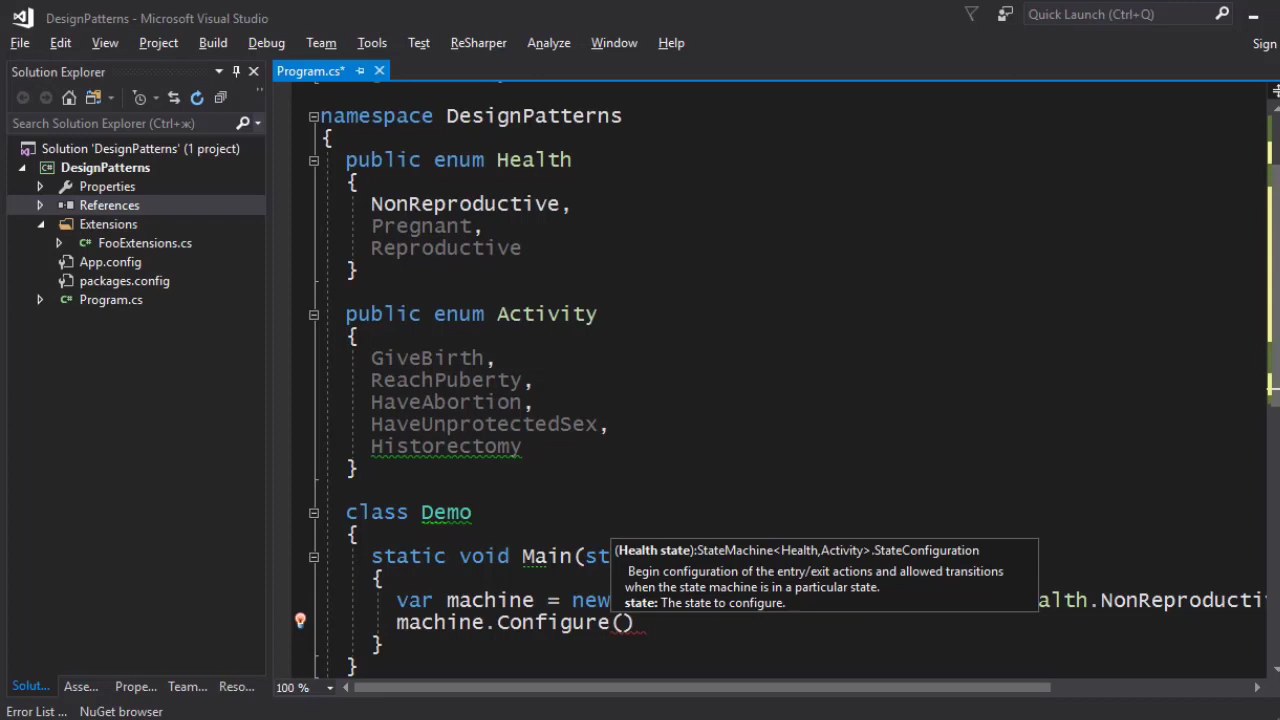 DesignPatterns - Microsoft Visual Studio
Quick Launch (Ctrl+Q)
File Edit View Project Build Debug Team Tools Test ReSharper Analyze Window Help
Sign
Solution Explorer
Program.cs*
Search Solution Explorer (Ctrl+ж)
Solution 'DesignPatterns' (1 project)
DesignPatterns
Properties
References
Extensions
FooExtensions.cs
App.config
packages.config
Program.cs
namespace DesignPatterns
{
public enum Health
{
NonReproductive,
Pregnant,
Reproductive
}
public enum Activity
{
GiveBirth,
ReachPuberty,
HaveAbortion,
HaveUnprotectedSex,
Historectomy
}
class Demo
{
static void Main(st
(Health state):StateMachine<Health,Activity>.StateConfiguration
Begin configuration of the entry/exit actions and allowed transitions
when the state machine is in a particular state.
state: The state to configure.
{
var machine = new alth.NonReproducti
machine.Configure()
}
}
Solut... Asse... Prope... Team... Reso...
100 %
Error List ... NuGet browser